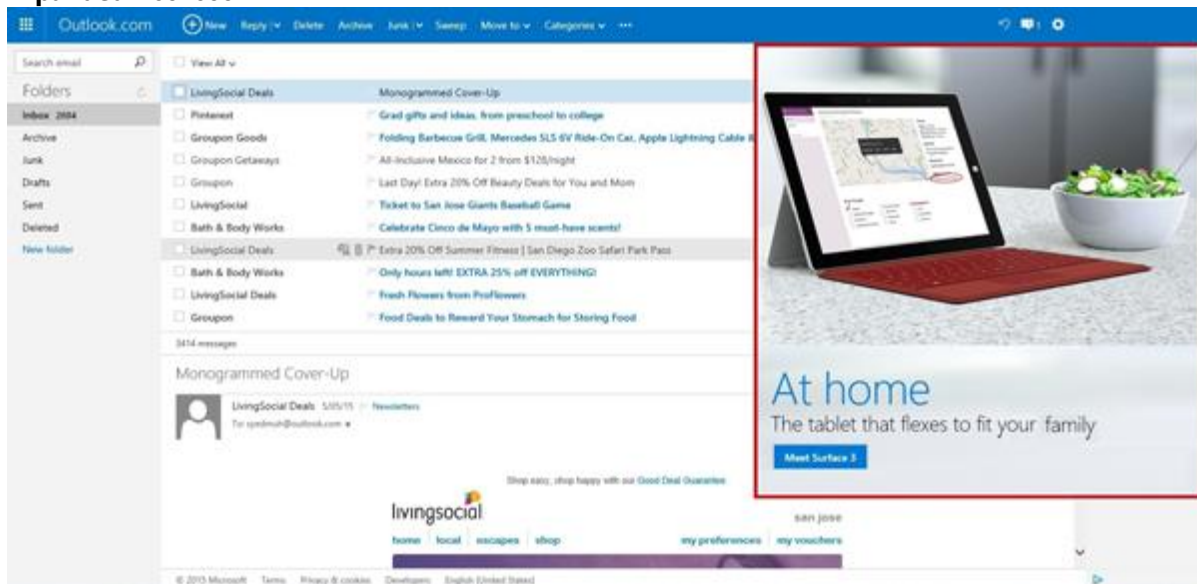 Outlook.com New Reply Delete Archive Junk Sweep Move to Categories ... 1
Search email
View All
Folders
Inbox 2084
Archive
Junk
Drafts
Sent
Deleted
New folder
LivingSocial Deals Monogrammed Cover-Up
Pinterest Grad gifts and ideas, from preschool to college
Groupon Goods Folding Barbecue Grill, Mercedes SLS 6V Ride-On Car, Apple Lightning Cable
Groupon Getaways All-Inclusive Mexico for 2 from $128/night
Groupon Last Day! Extra 20% Off Beauty Deals for You and Mom
LivingSocial Ticket to San Jose Giants Baseball Game
Bath & Body Works Celebrate Cinco de Mayo with 5 must-have scents!
LivingSocial Deals Extra 20% Off Summer Fitness | San Diego Zoo Safari Park Pass
Bath & Body Works Only hours left! EXTRA 25% off EVERYTHING!
LivingSocial Deals Fresh Flowers from ProFlowers
Groupon Food Deals to Reward Your Stomach for Storing Food
3414 messages
Monogrammed Cover-Up
LivingSocial Deals 5/05/15 Newsletters
Shop easy, shop happy with our Good Deal Guarantee
livingsocial
san jose
home local escapes shop my preferences my vouchers
© 2015 Microsoft Terms Privacy & cookies Developers English (United States)
At home
The tablet that flexes to fit your family
Meet Surface 3